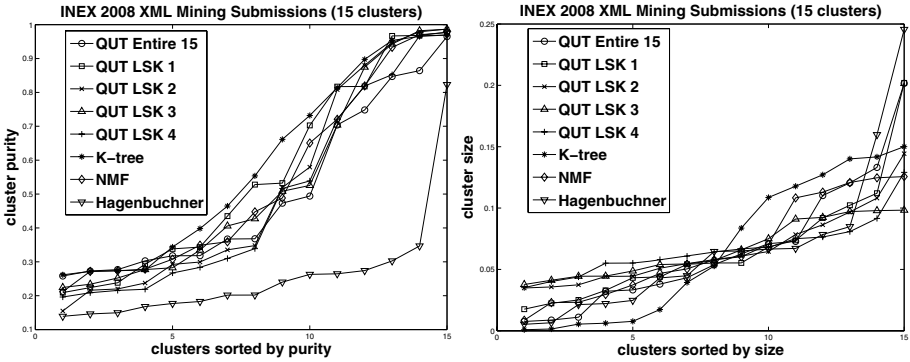 INEX 2008 XML Mining Submissions (15 clusters)
1
0.9
0.8
0.7
0.6
0.5
0.4
0.3
0.2
0.1
0
5
10
15
cluster purity
clusters sorted by purity
QUT Entire 15
QUT LSK 1
QUT LSK 2
QUT LSK 3
QUT LSK 4
K−tree
NMF
Hagenbuchner
INEX 2008 XML Mining Submissions (15 clusters)
0.25
0.2
0.15
0.1
0.05
0
0
5
10
15
cluster size
clusters sorted by size
QUT Entire 15
QUT LSK 1
QUT LSK 2
QUT LSK 3
QUT LSK 4
K−tree
NMF
Hagenbuchner